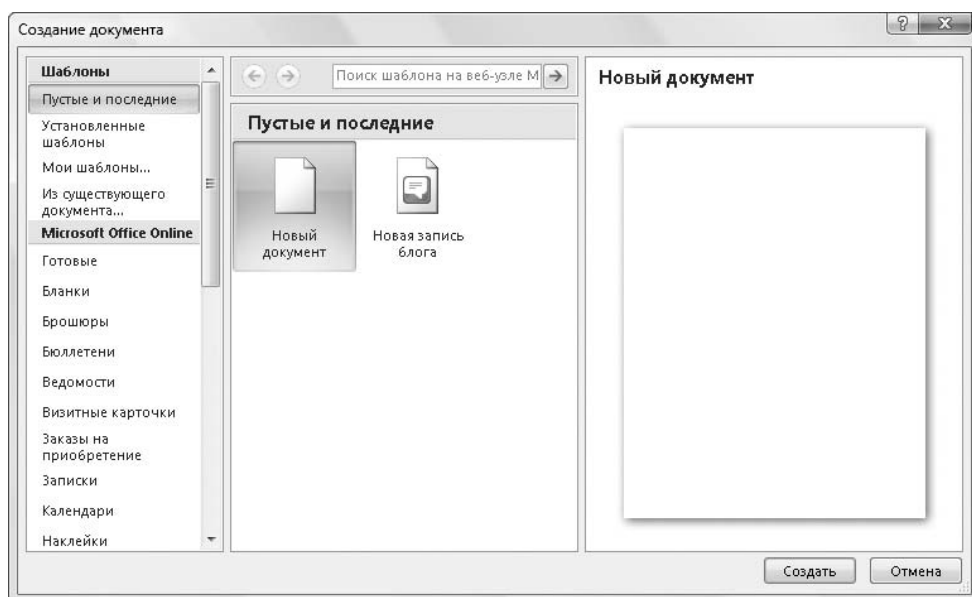 Создание документа
Шаблоны
Пустые и последние
Установленные
шаблоны
Мои шаблоны...
Из существующего
документа...
Microsoft Office Online
Готовые
Бланки
Брошюры
Бюллетени
Ведомости
Визитные карточки
Заказы на
приобретение
Записки
Календари
Наклейки
Поиск шаблона на веб-узле M
Пустые и последние
Новый
документ
Новая запись
блога
Новый документ
Создать
Отмена